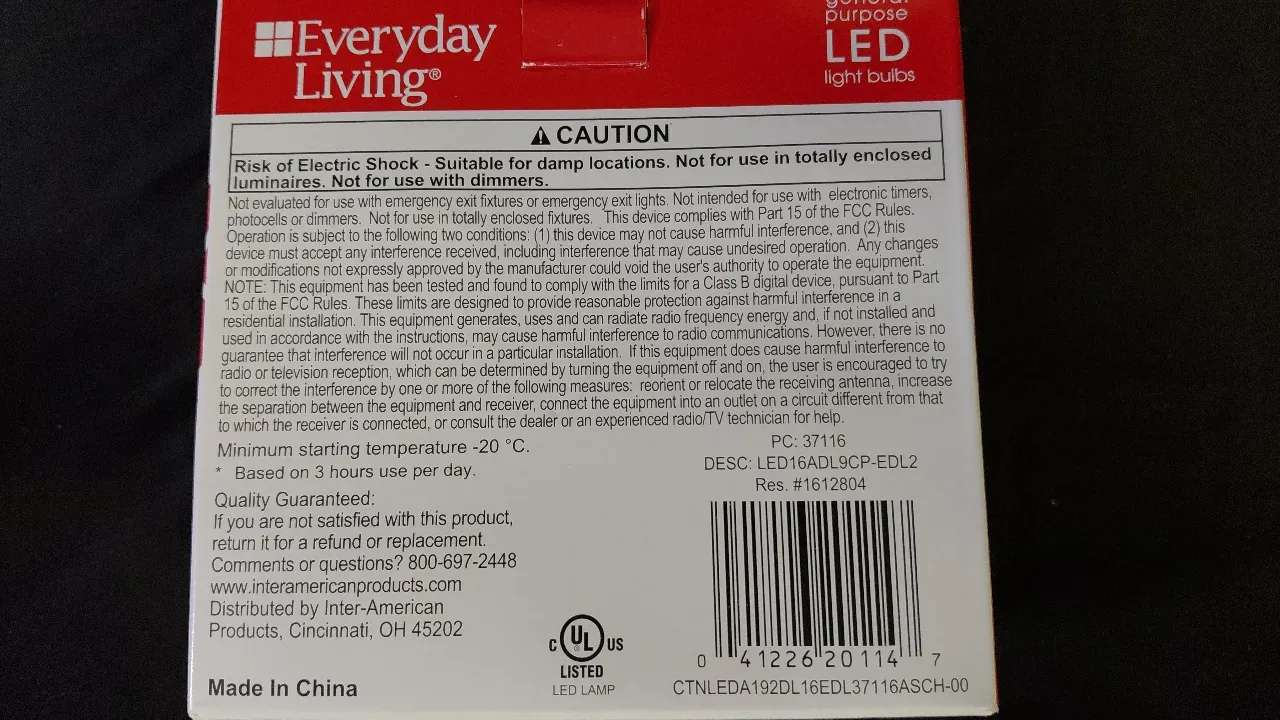 Everyday
Living®
general
purpose
LED
light bulbs
⚠ CAUTION
Risk of Electric Shock - Suitable for damp locations. Not for use in totally enclosed
luminaires. Not for use with dimmers.
Not evaluated for use with emergency exit fixtures or emergency exit lights. Not intended for use with electronic timers,
photocells or dimmers. Not for use in totally enclosed fixtures. This device complies with Part 15 of the FCC Rules.
Operation is subject to the following two conditions: (1) this device may not cause harmful interference, and (2) this
device must accept any interference received, including interference that may cause undesired operation. Any changes
or modifications not expressly approved by the manufacturer could void the user's authority to operate the equipment.
NOTE: This equipment has been tested and found to comply with the limits for a Class B digital device, pursuant to Part
15 of the FCC Rules. These limits are designed to provide reasonable protection against harmful interference in a
residential installation. This equipment generates, uses and can radiate radio frequency energy and, if not installed and
used in accordance with the instructions, may cause harmful interference to radio communications. However, there is no
guarantee that interference will not occur in a particular installation. If this equipment does cause harmful interference to
radio or television reception, which can be determined by turning the equipment off and on, the user is encouraged to try
to correct the interference by one or more of the following measures: reorient or relocate the receiving antenna, increase
the separation between the equipment and receiver, connect the equipment into an outlet on a circuit different from that
to which the receiver is connected, or consult the dealer or an experienced radio/TV technician for help.
Minimum starting temperature -20 °C.
* Based on 3 hours use per day.
Quality Guaranteed:
If you are not satisfied with this product,
return it for a refund or replacement.
Comments or questions? 800-697-2448
www.interamericanproducts.com
Distributed by Inter-American
Products, Cincinnati, OH 45202
Made In China
C UL® US
LISTED
LED LAMP
PC: 37116
DESC: LED16ADL9CP-EDL2
Res. #1612804
0 41226 20114 7
CTNLEDA192DL16EDL37116ASCH-00